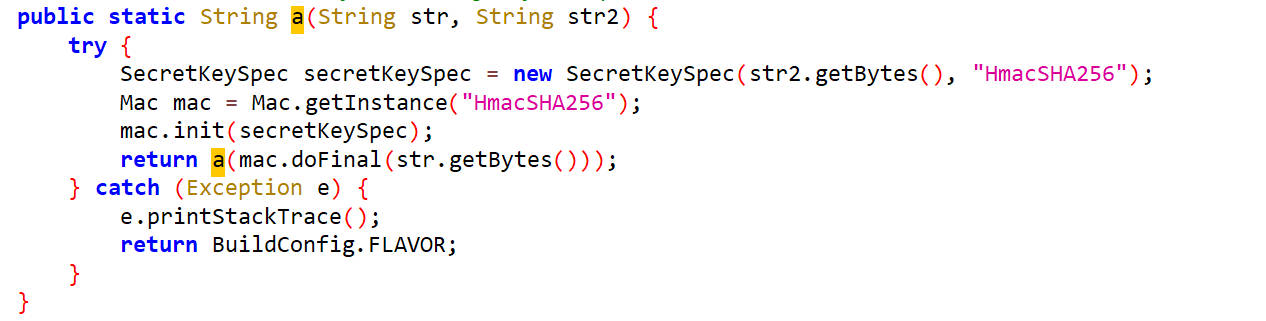 public static String a(String str, String str2) {
try {
SecretKeySpec secretKeySpec = new SecretKeySpec(str2.getBytes(), "HmacSHA256");
Mac mac = Mac.getInstance("HmacSHA256");
mac.init(secretKeySpec);
return a(mac.doFinal(str.getBytes()));
} catch (Exception e) {
e.printStackTrace();
return BuildConfig.FLAVOR;
}
}